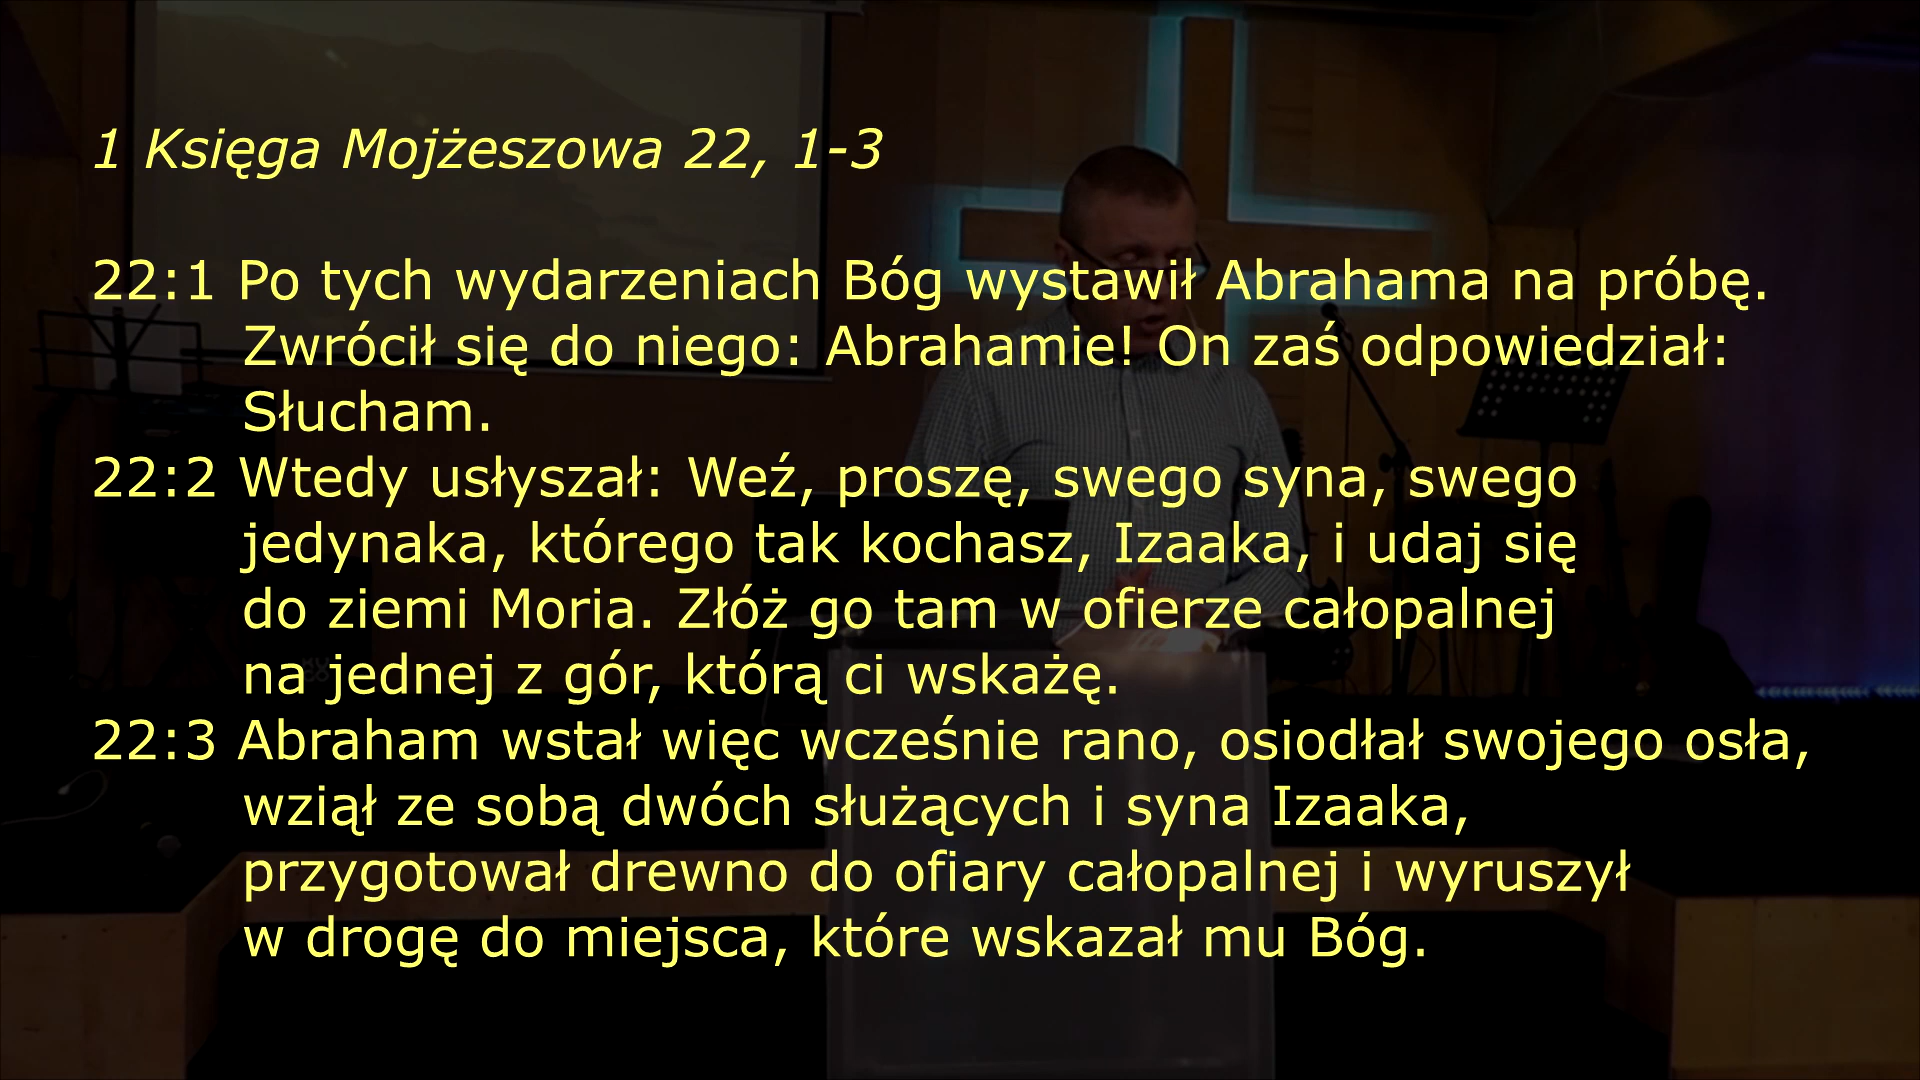 1 Księga Mojżeszowa 22, 1-3
22:1 Po tych wydarzeniach Bóg wystawił Abrahama na próbę.
Zwrócił się do niego: Abrahamie! On zaś odpowiedział:
Słucham.
22:2 Wtedy usłyszał: Weź, proszę, swego syna, swego
jedynaka, którego tak kochasz, Izaaka, i udaj się
do ziemi Moria. Złóż go tam w ofierze całopalnej
na jednej z gór, którą ci wskażę.
22:3 Abraham wstał więc wcześnie rano, osiodłał swojego osła,
wziął ze sobą dwóch służących i syna Izaaka,
przygotował drewno do ofiary całopalnej i wyruszył
w drogę do miejsca, które wskazał mu Bóg.